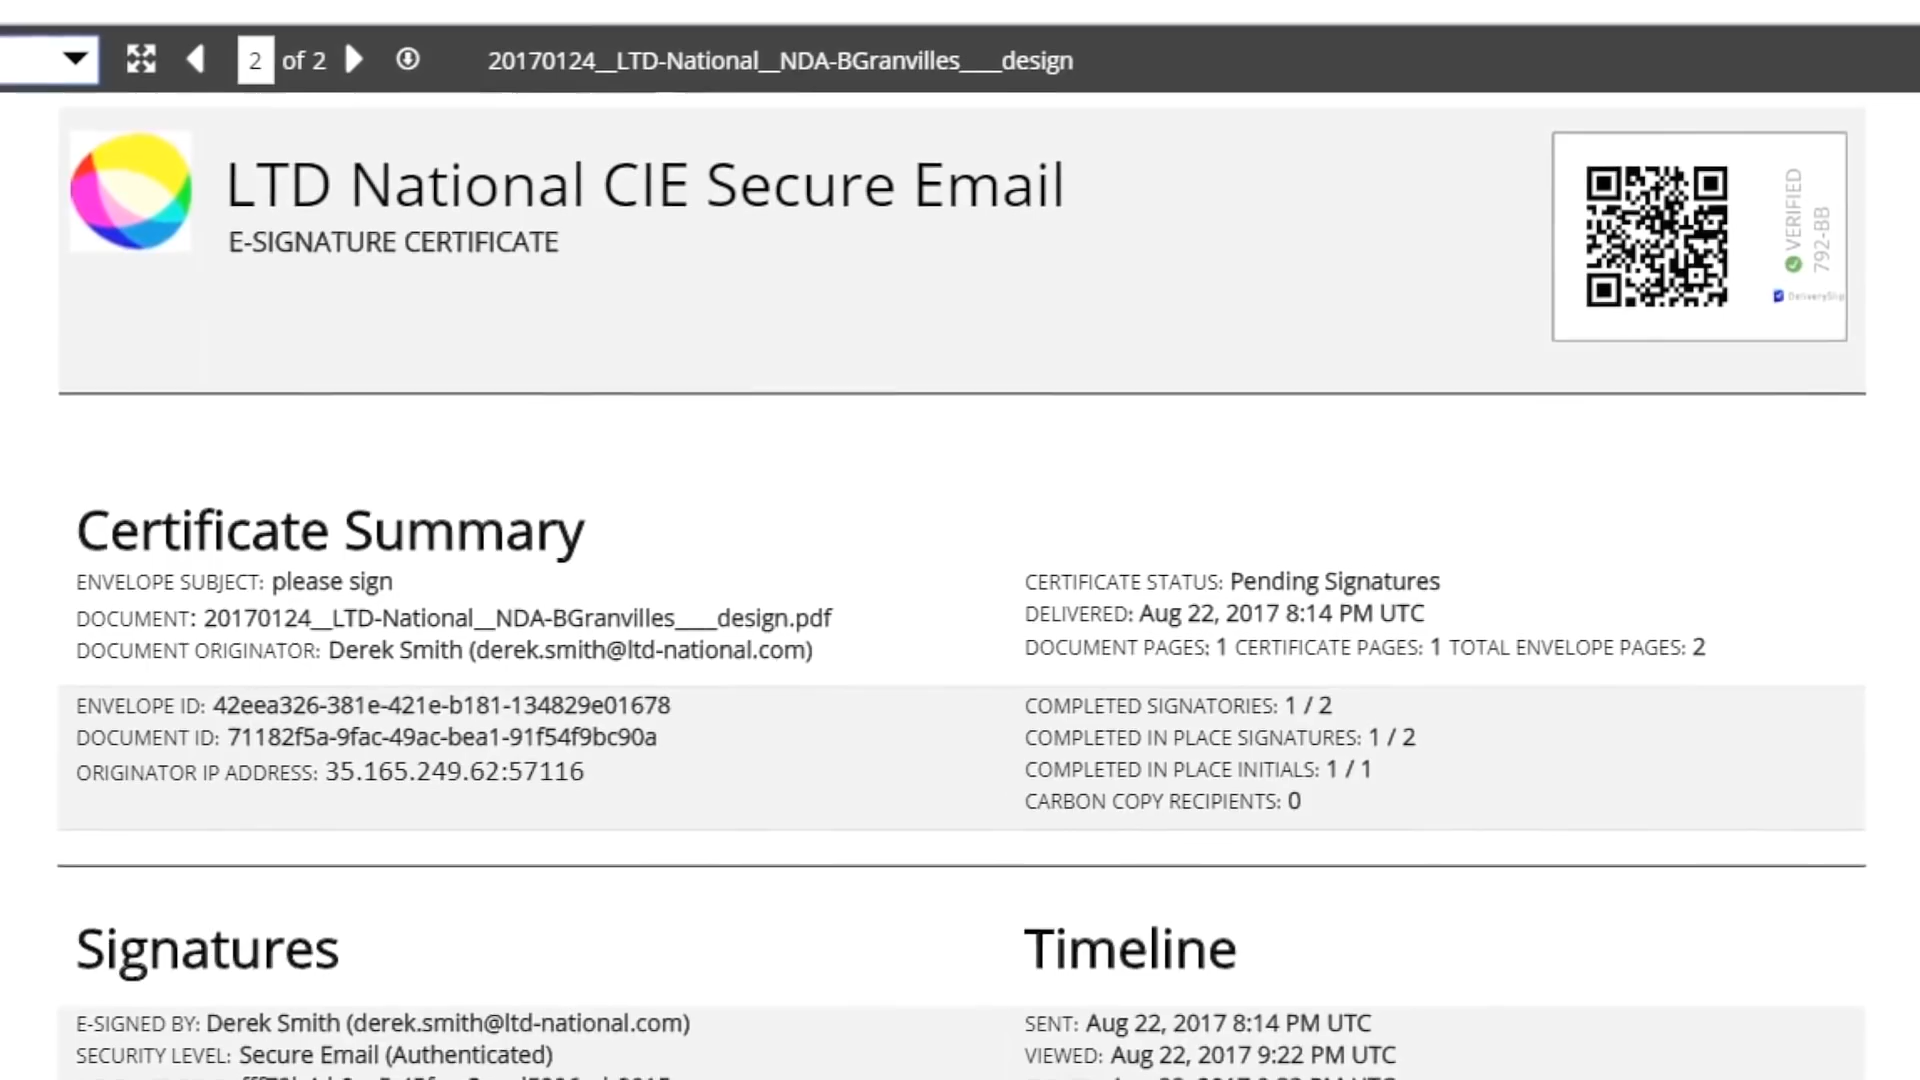 2 of 2 20170124__LTD-National__NDA-BGranvilles____design
LTD National CIE Secure Email
E-SIGNATURE CERTIFICATE
VERIFIED
792-BB
DeliverySlip
Certificate Summary
ENVELOPE SUBJECT: please sign
DOCUMENT: 20170124__LTD-National__NDA-BGranvilles____design.pdf
DOCUMENT ORIGINATOR: Derek Smith (derek.smith@ltd-national.com)
CERTIFICATE STATUS: Pending Signatures
DELIVERED: Aug 22, 2017 8:14 PM UTC
DOCUMENT PAGES: 1 CERTIFICATE PAGES: 1 TOTAL ENVELOPE PAGES: 2
ENVELOPE ID: 42eea326-381e-421e-b181-134829e01678
DOCUMENT ID: 71182f5a-9fac-49ac-bea1-91f54f9bc90a
ORIGINATOR IP ADDRESS: 35.165.249.62:57116
COMPLETED SIGNATORIES: 1 / 2
COMPLETED IN PLACE SIGNATURES: 1 / 2
COMPLETED IN PLACE INITIALS: 1 / 1
CARBON COPY RECIPIENTS: 0
Signatures
E-SIGNED BY: Derek Smith (derek.smith@ltd-national.com)
SECURITY LEVEL: Secure Email (Authenticated)
Timeline
SENT: Aug 22, 2017 8:14 PM UTC
VIEWED: Aug 22, 2017 9:22 PM UTC